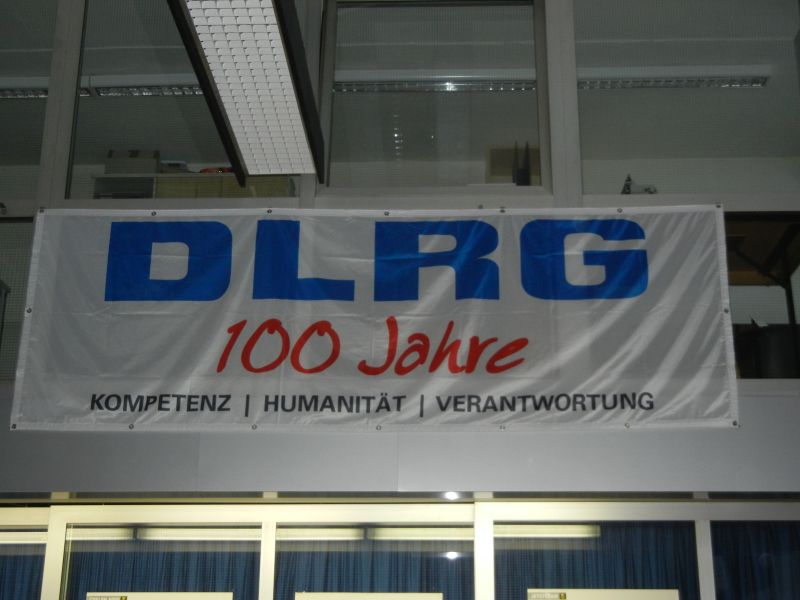 DLRG
100 Jahre
KOMPETENZ | HUMANITÄT | VERANTWORTUNG